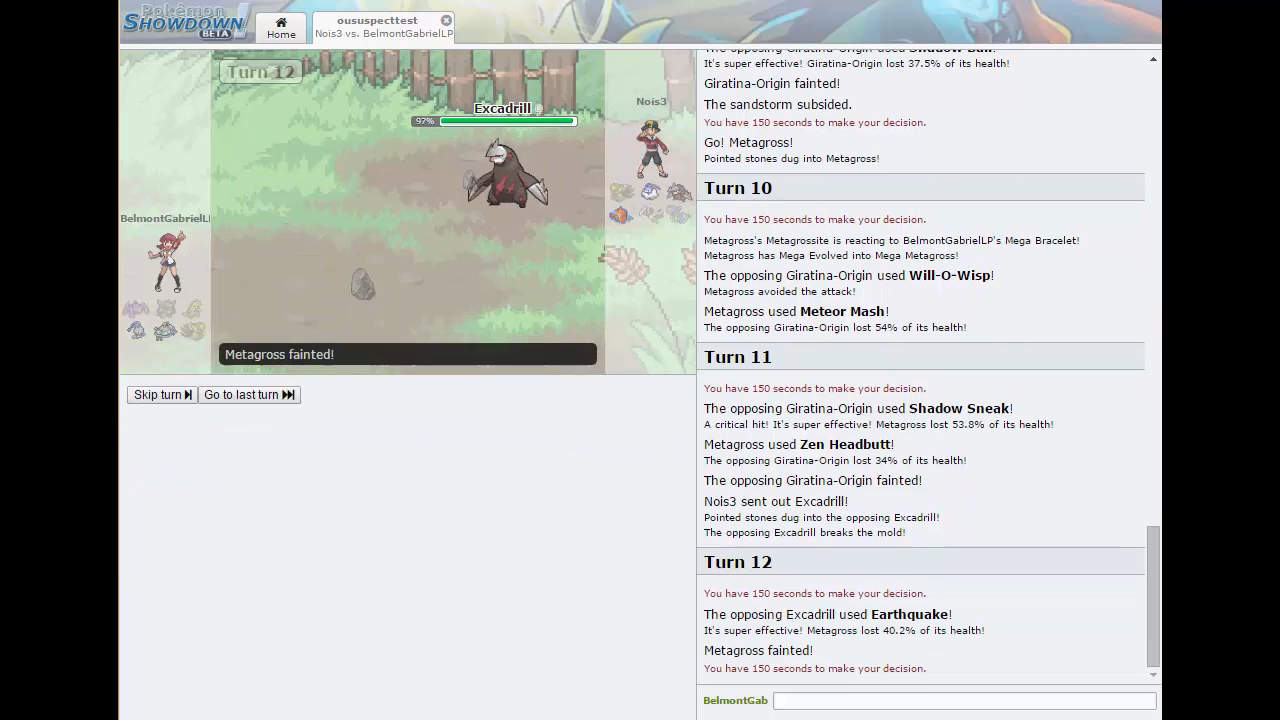 Pokémon
SHOWDOWN!
BETA
Home
oususpecttest
Nois3 vs. BelmontGabrielLP
Turn 12
Excadrill
97%
Nois3
BelmontGabrielL
Metagross fainted!
Skip turn
Go to last turn
It's super effective! Giratina-Origin lost 37.5% of its health!
Giratina-Origin fainted!
The sandstorm subsided.
You have 150 seconds to make your decision.
Go! Metagross!
Pointed stones dug into Metagross!
Turn 10
You have 150 seconds to make your decision.
Metagross's Metagrossite is reacting to BelmontGabrielLP's Mega Bracelet!
Metagross has Mega Evolved into Mega Metagross!
The opposing Giratina-Origin used Will-O-Wisp!
Metagross avoided the attack!
Metagross used Meteor Mash!
The opposing Giratina-Origin lost 54% of its health!
Turn 11
You have 150 seconds to make your decision.
The opposing Giratina-Origin used Shadow Sneak!
A critical hit! It's super effective! Metagross lost 53.8% of its health!
Metagross used Zen Headbutt!
The opposing Giratina-Origin lost 34% of its health!
The opposing Giratina-Origin fainted!
Nois3 sent out Excadrill!
Pointed stones dug into the opposing Excadrill!
The opposing Excadrill breaks the mold!
Turn 12
You have 150 seconds to make your decision.
The opposing Excadrill used Earthquake!
It's super effective! Metagross lost 40.2% of its health!
Metagross fainted!
You have 150 seconds to make your decision.
BelmontGab